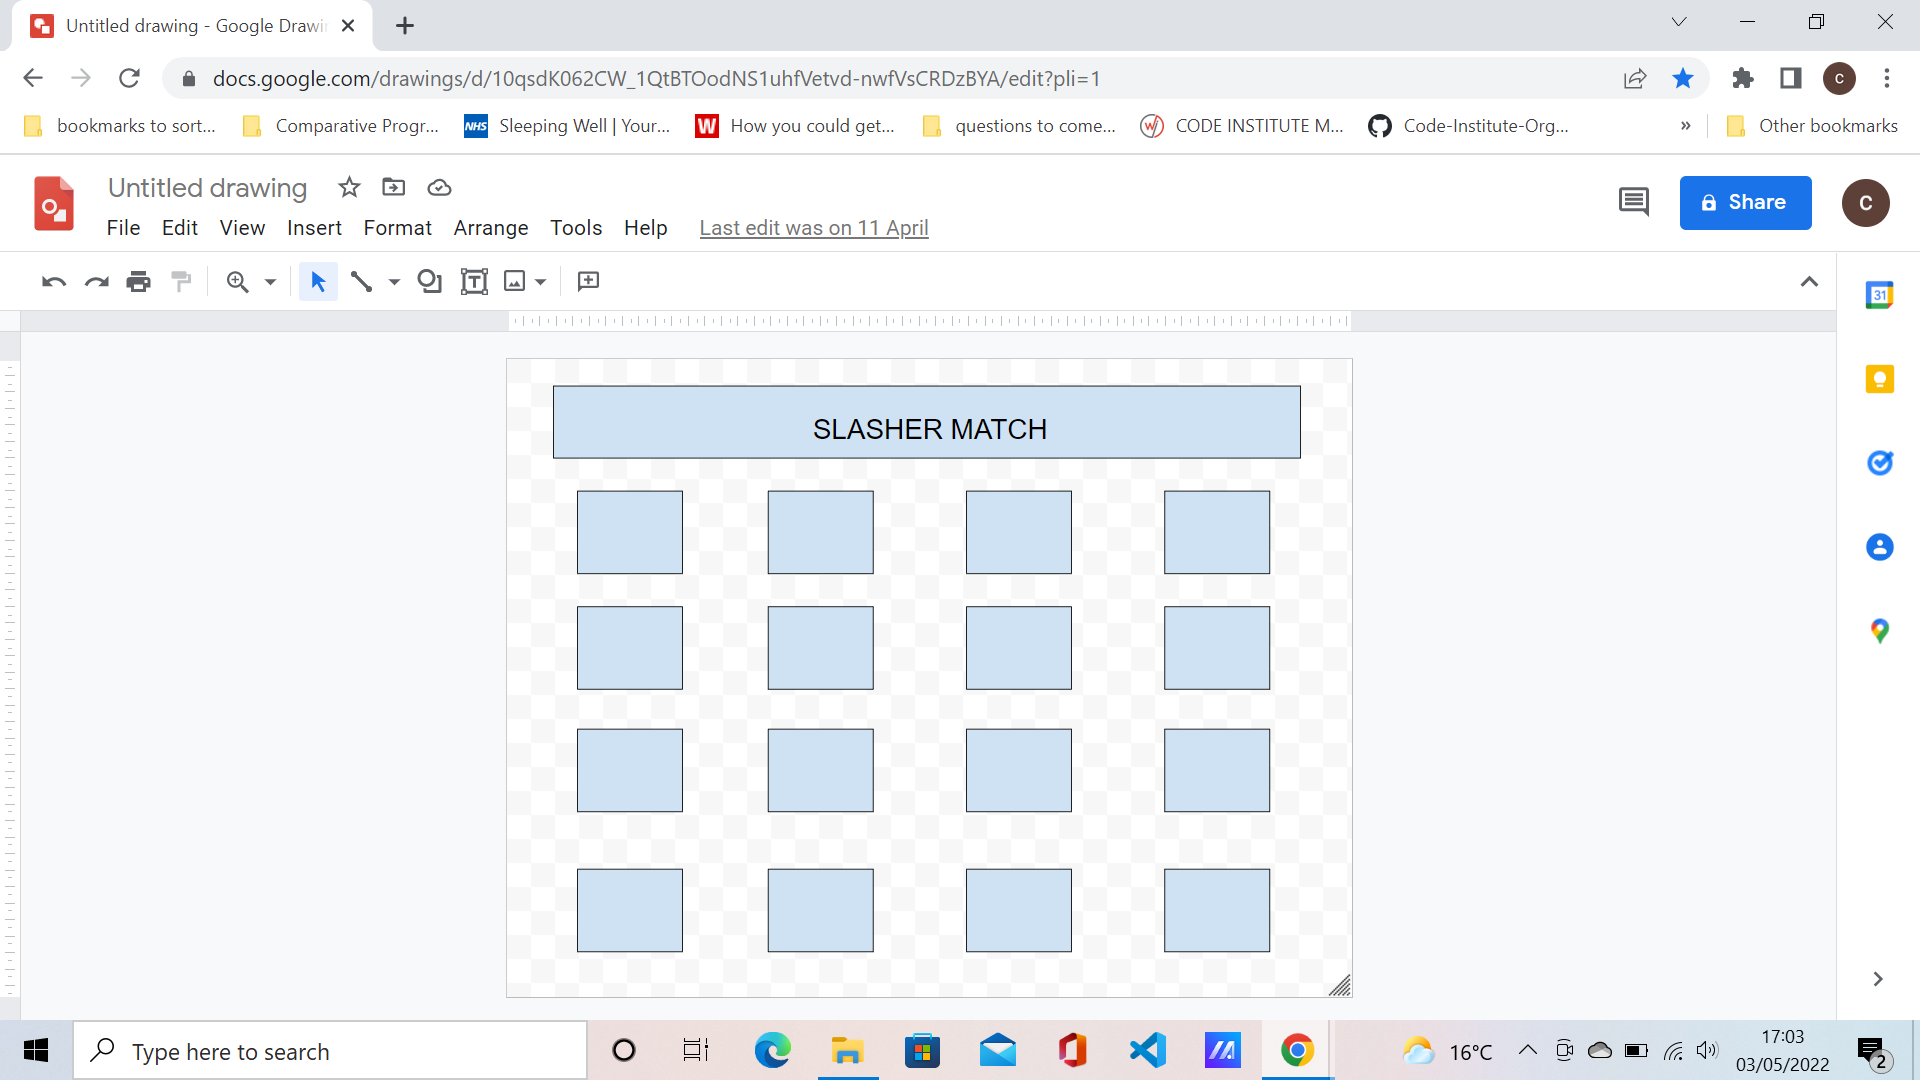 Untitled drawing - Google Drawi
docs.google.com/drawings/d/10qsdK062CW_1QtBTOodNS1uhfVetvd-nwfVsCRDzBYA/edit?pli=1
C
bookmarks to sort...
Comparative Progr...
NHS
Sleeping Well | Your...
W
How you could get...
questions to come...
CODE INSTITUTE M...
Code-Institute-Org...
»
Other bookmarks
Untitled drawing
File Edit View Insert Format Arrange Tools Help Last edit was on 11 April
Share
C
31
SLASHER MATCH
Type here to search
16°C
17:03
03/05/2022
2